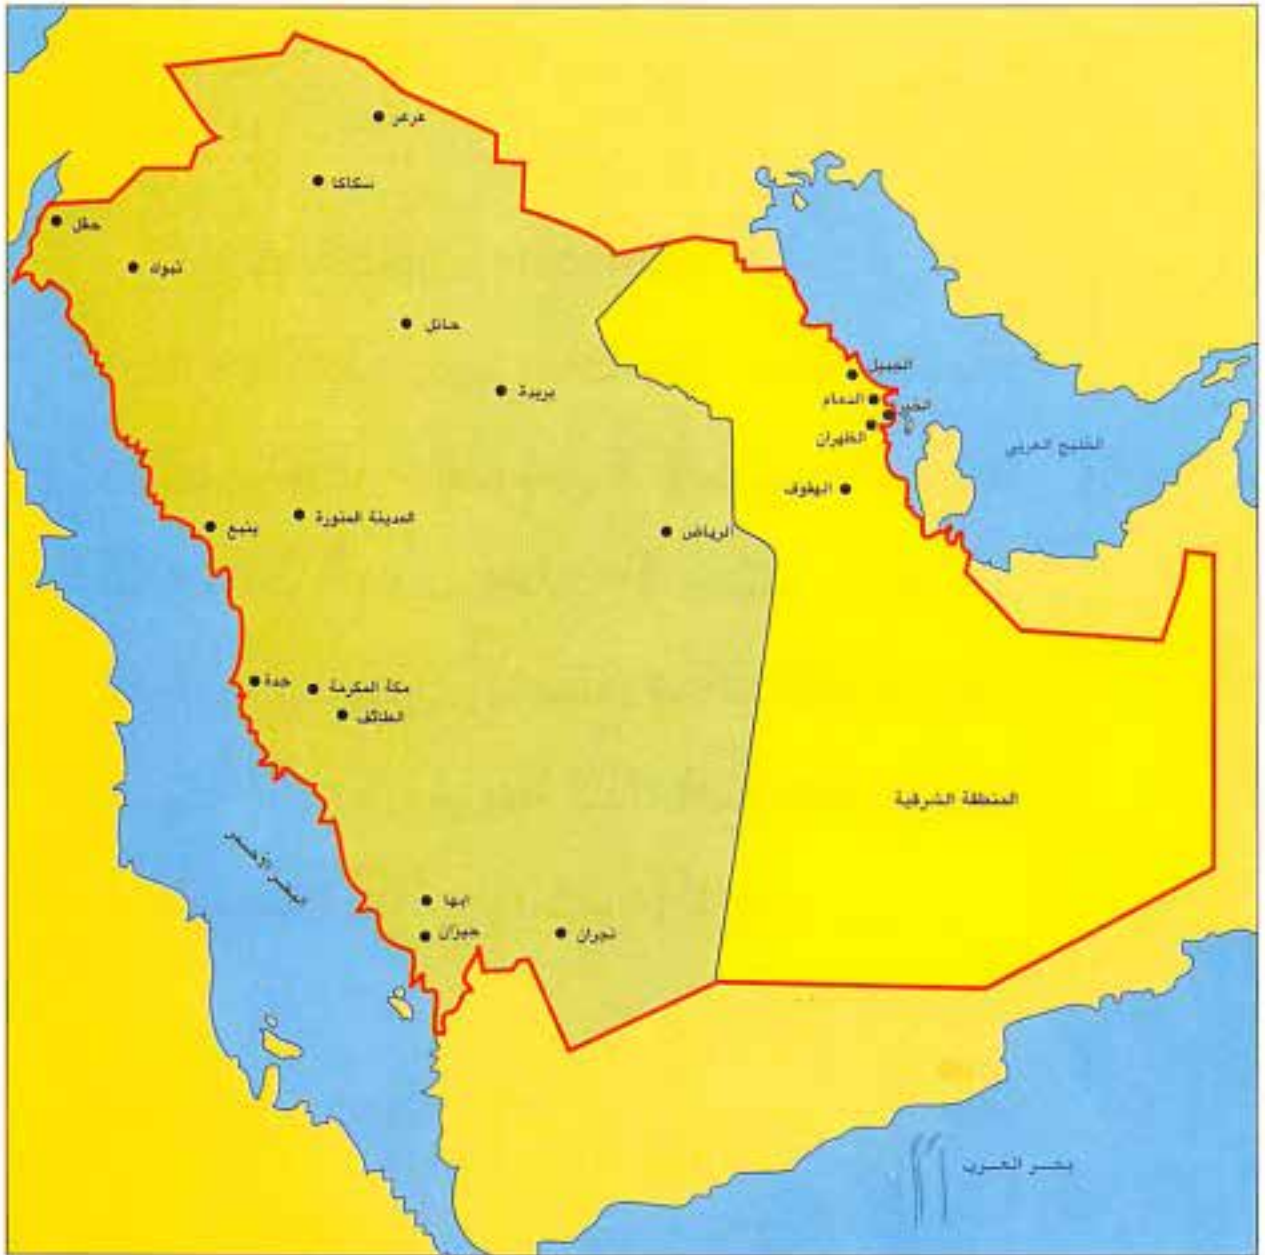 عرعر
سكاكا
حقل
تبوك
حائل
بريدة
الجبيل
الدمام
الخبر
الظهران
الخليج العربي
الهفوف
المدينة المنورة
ينبع
الرياض
جدة
مكة المكرمة
الطائف
المنطقة الشرقية
البحر الأحمر
ابها
جيزان
نجران
بحر العرب